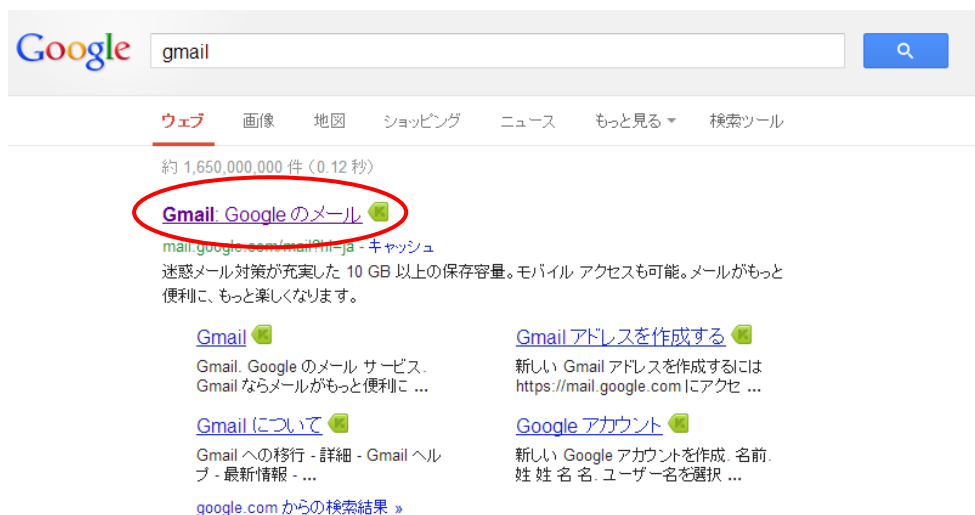 Google gmail
ウェブ 画像 地図 ショッピング ニュース もっと見る 検索ツール
約 1,650,000,000 件 (0.12 秒)
Gmail: Google のメール
mail.google.com/mail?hl=ja - キャッシュ
迷惑メール対策が充実した 10 GB 以上の保存容量。モバイル アクセスも可能。メールがもっと
便利に、もっと楽しくなります。
Gmail
Gmail. Google のメール サービス.
Gmail ならメールがもっと便利に ...
Gmail アドレスを作成する
新しい Gmail アドレスを作成するには
https://mail.google.com にアクセ ...
Gmail について
Gmail への移行 - 詳細 - Gmail ヘル
プ - 最新情報 - ...
Google アカウント
新しい Google アカウントを作成. 名前.
姓 姓 名 名. ユーザー名を選択 ...
google.com からの検索結果 »